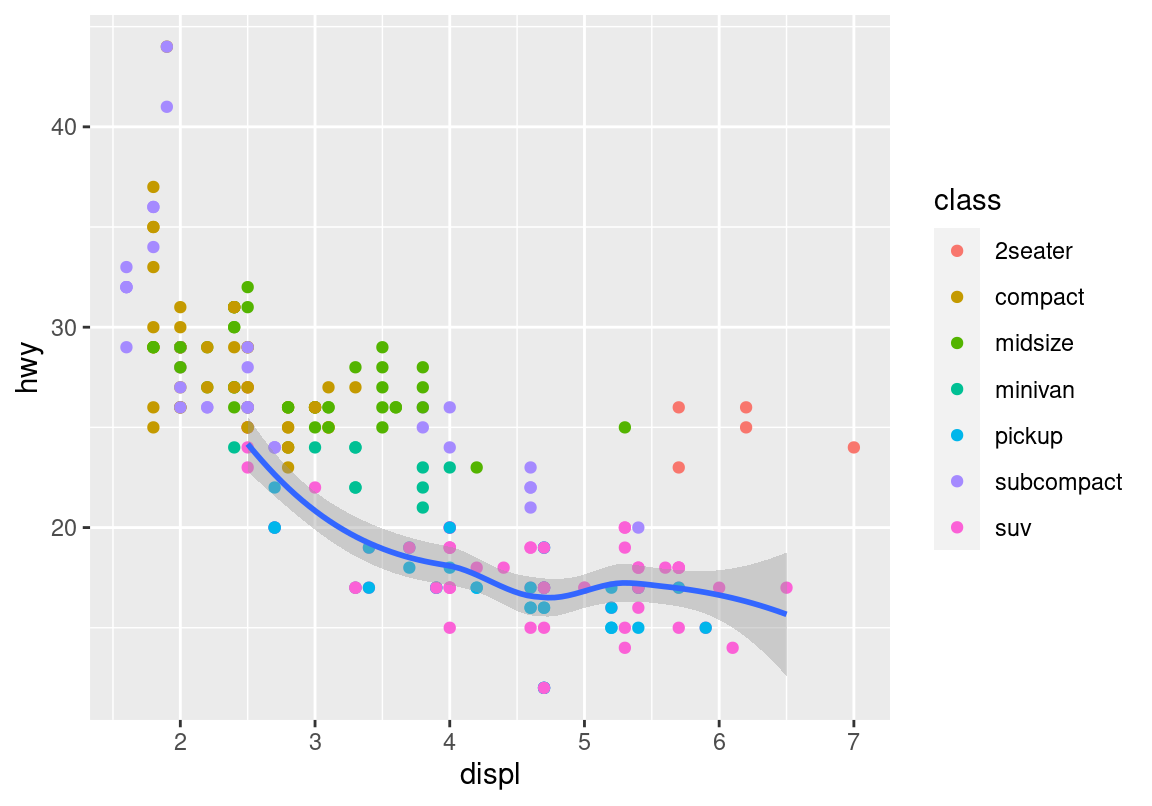 40
30
20
hwy
2 3 4 5 6 7
displ
class
2seater
compact
midsize
minivan
pickup
subcompact
suv